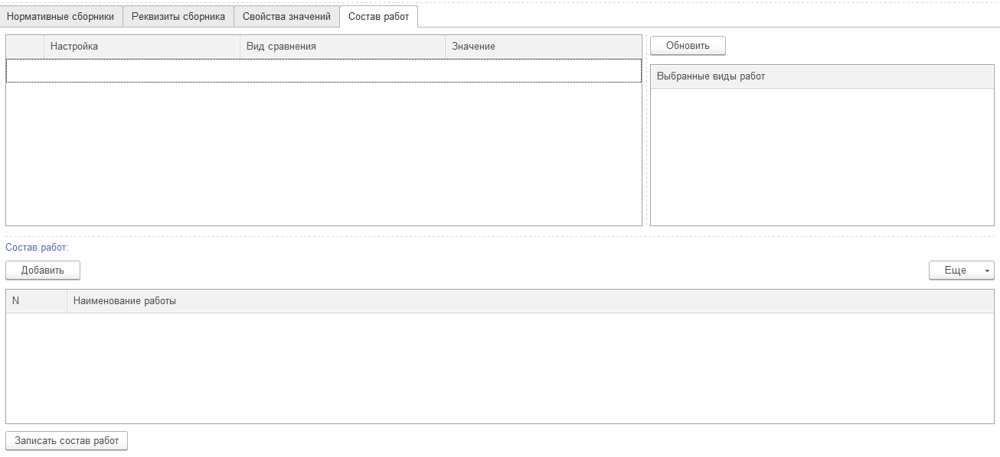 Нормативные сборники Реквизиты сборника Свойства значений Состав работ
Настройка Вид сравнения Значение
Обновить
Выбранные виды работ
Состав работ:
Добавить Еще
N Наименование работы
Записать состав работ